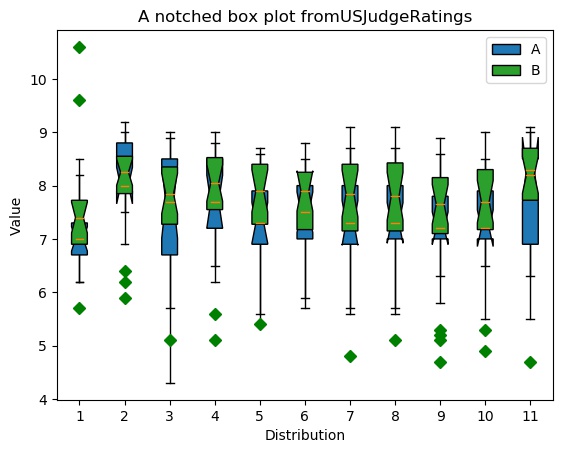 A notched box plot fromUSJudgeRatings
A
B
10
9
8
7
6
5
4
Value
1 2 3 4 5 6 7 8 9 10 11
Distribution